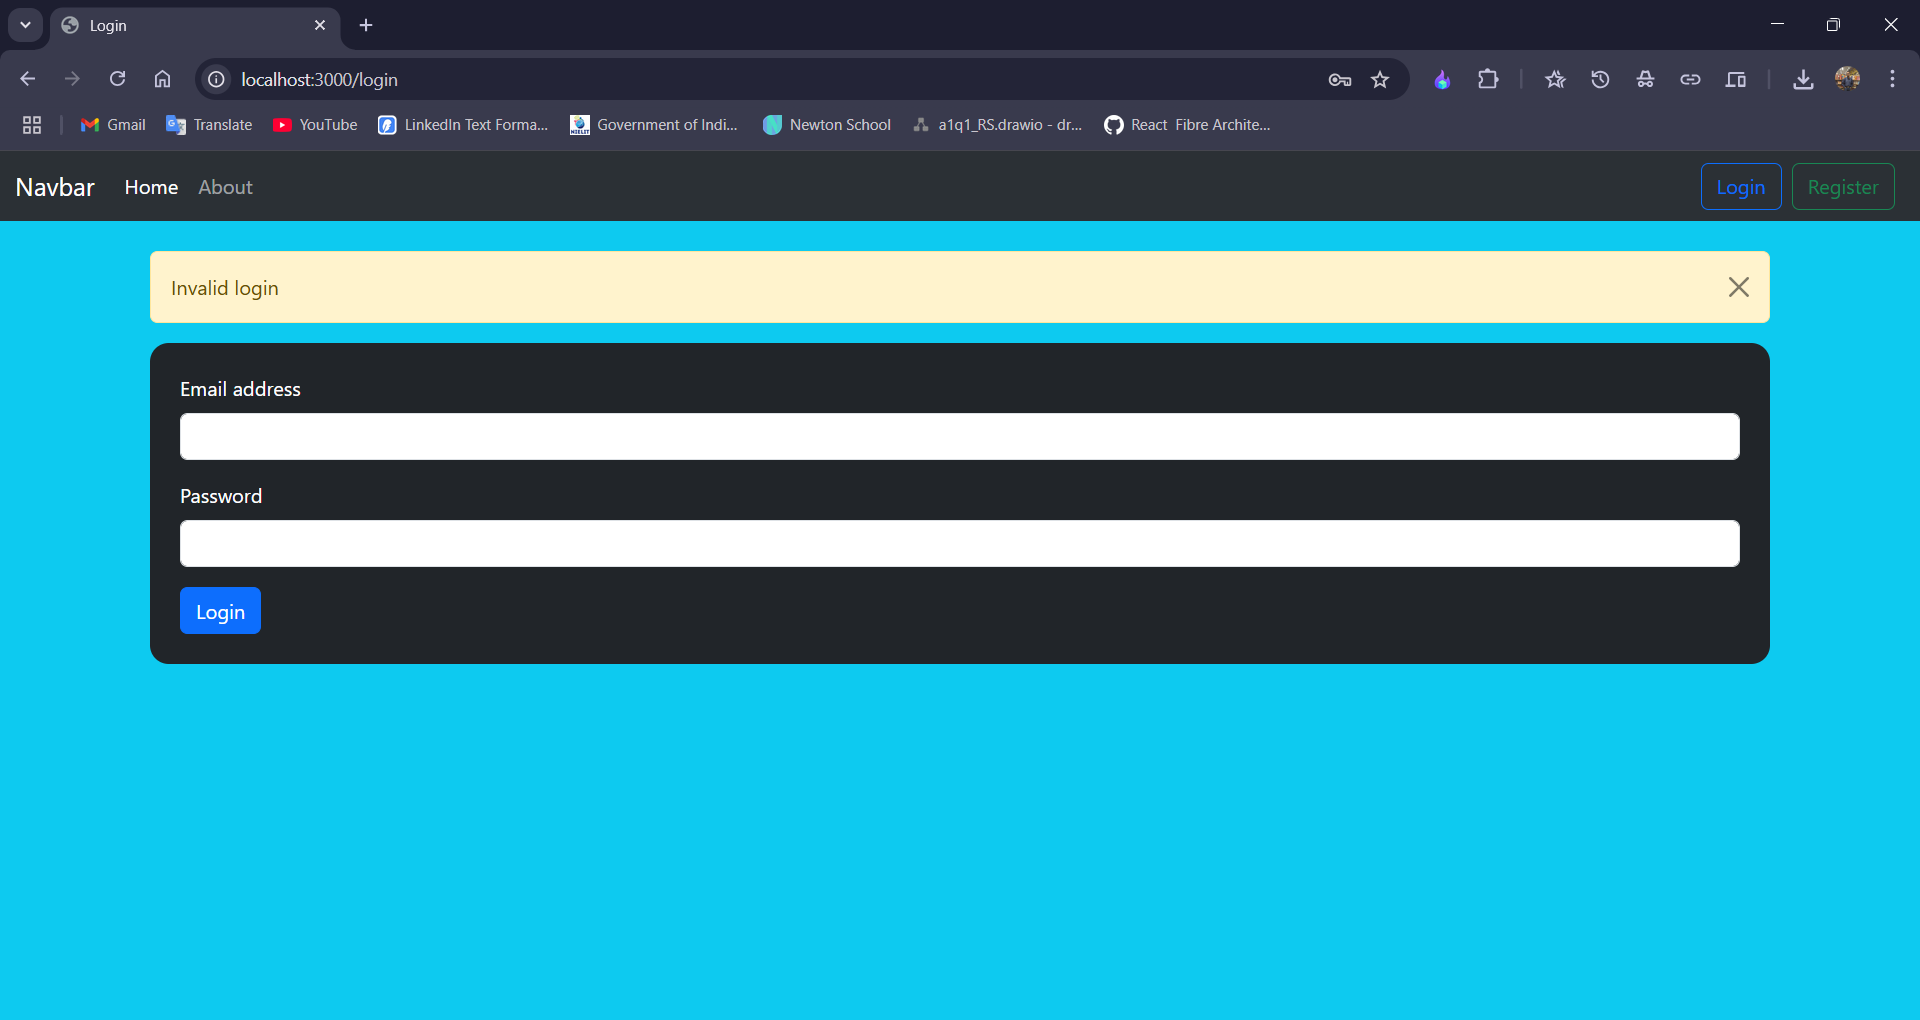 Login
localhost:3000/login
Gmail
Translate
YouTube
LinkedIn Text Forma...
Government of Indi...
Newton School
a1q1_RS.drawio - dr...
React Fibre Archite...
Navbar
Home
About
Login
Register
Invalid login
Email address
Password
Login